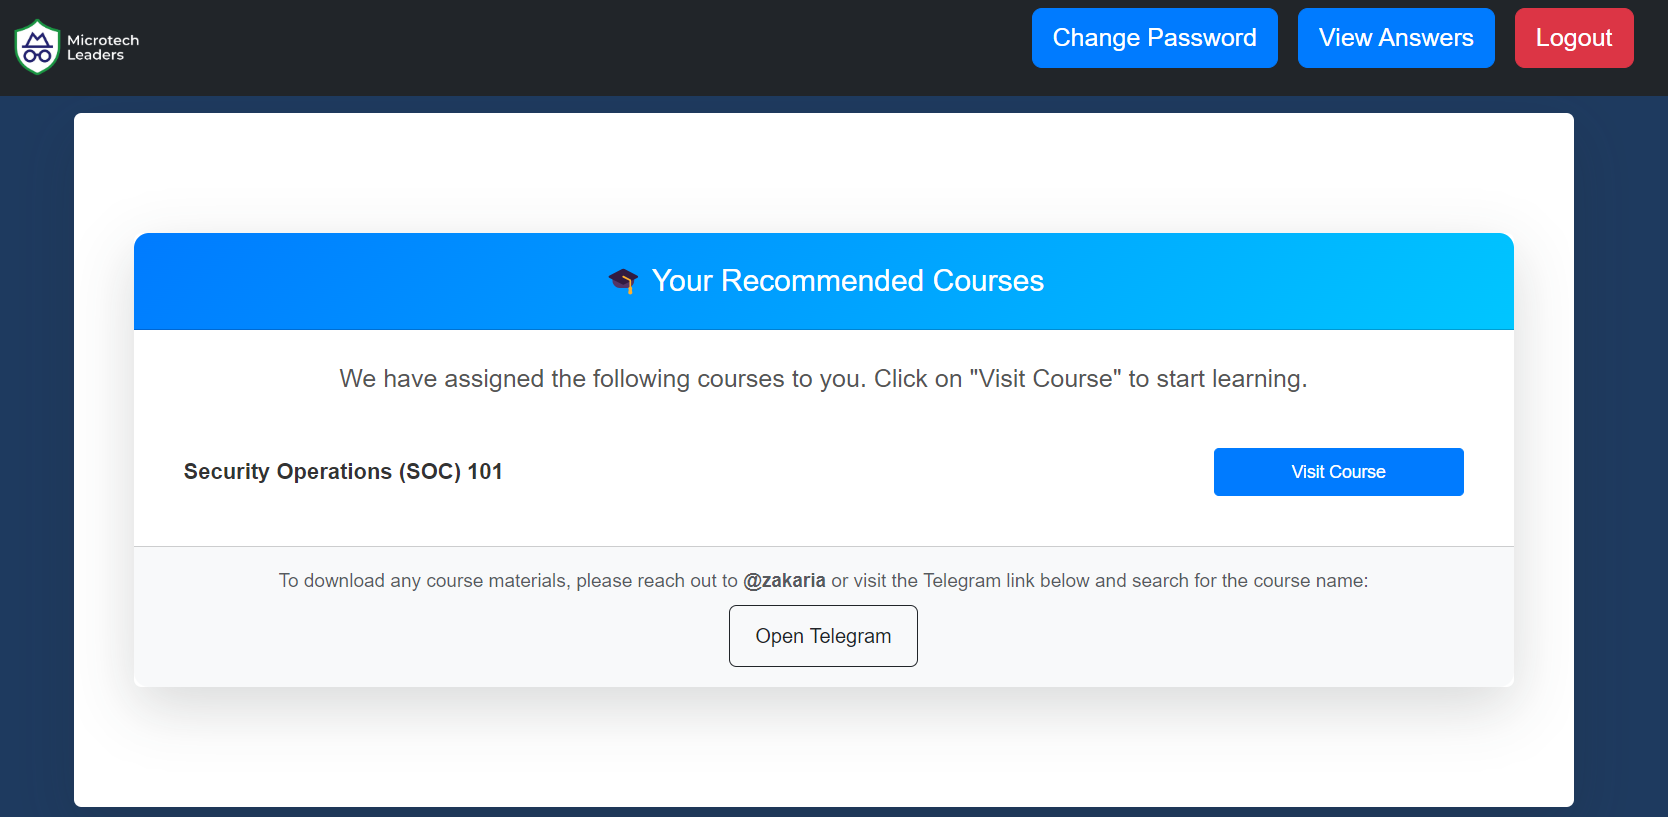 Microtech
Leaders
Change Password
View Answers
Logout
Your Recommended Courses
We have assigned the following courses to you. Click on "Visit Course" to start learning.
Security Operations (SOC) 101
Visit Course
To download any course materials, please reach out to @zakaria or visit the Telegram link below and search for the course name:
Open Telegram